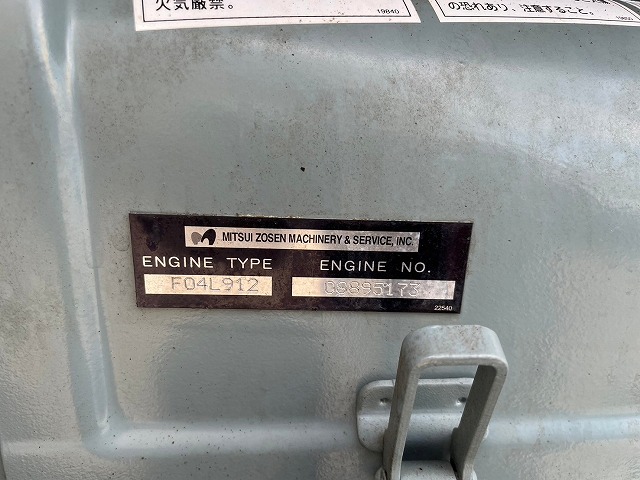 火気厳禁。
19840
の恐れあり、注意すること。
MITSUI ZOSEN MACHINERY & SERVICE, INC.
ENGINE TYPE
ENGINE NO.
F04L912
22540